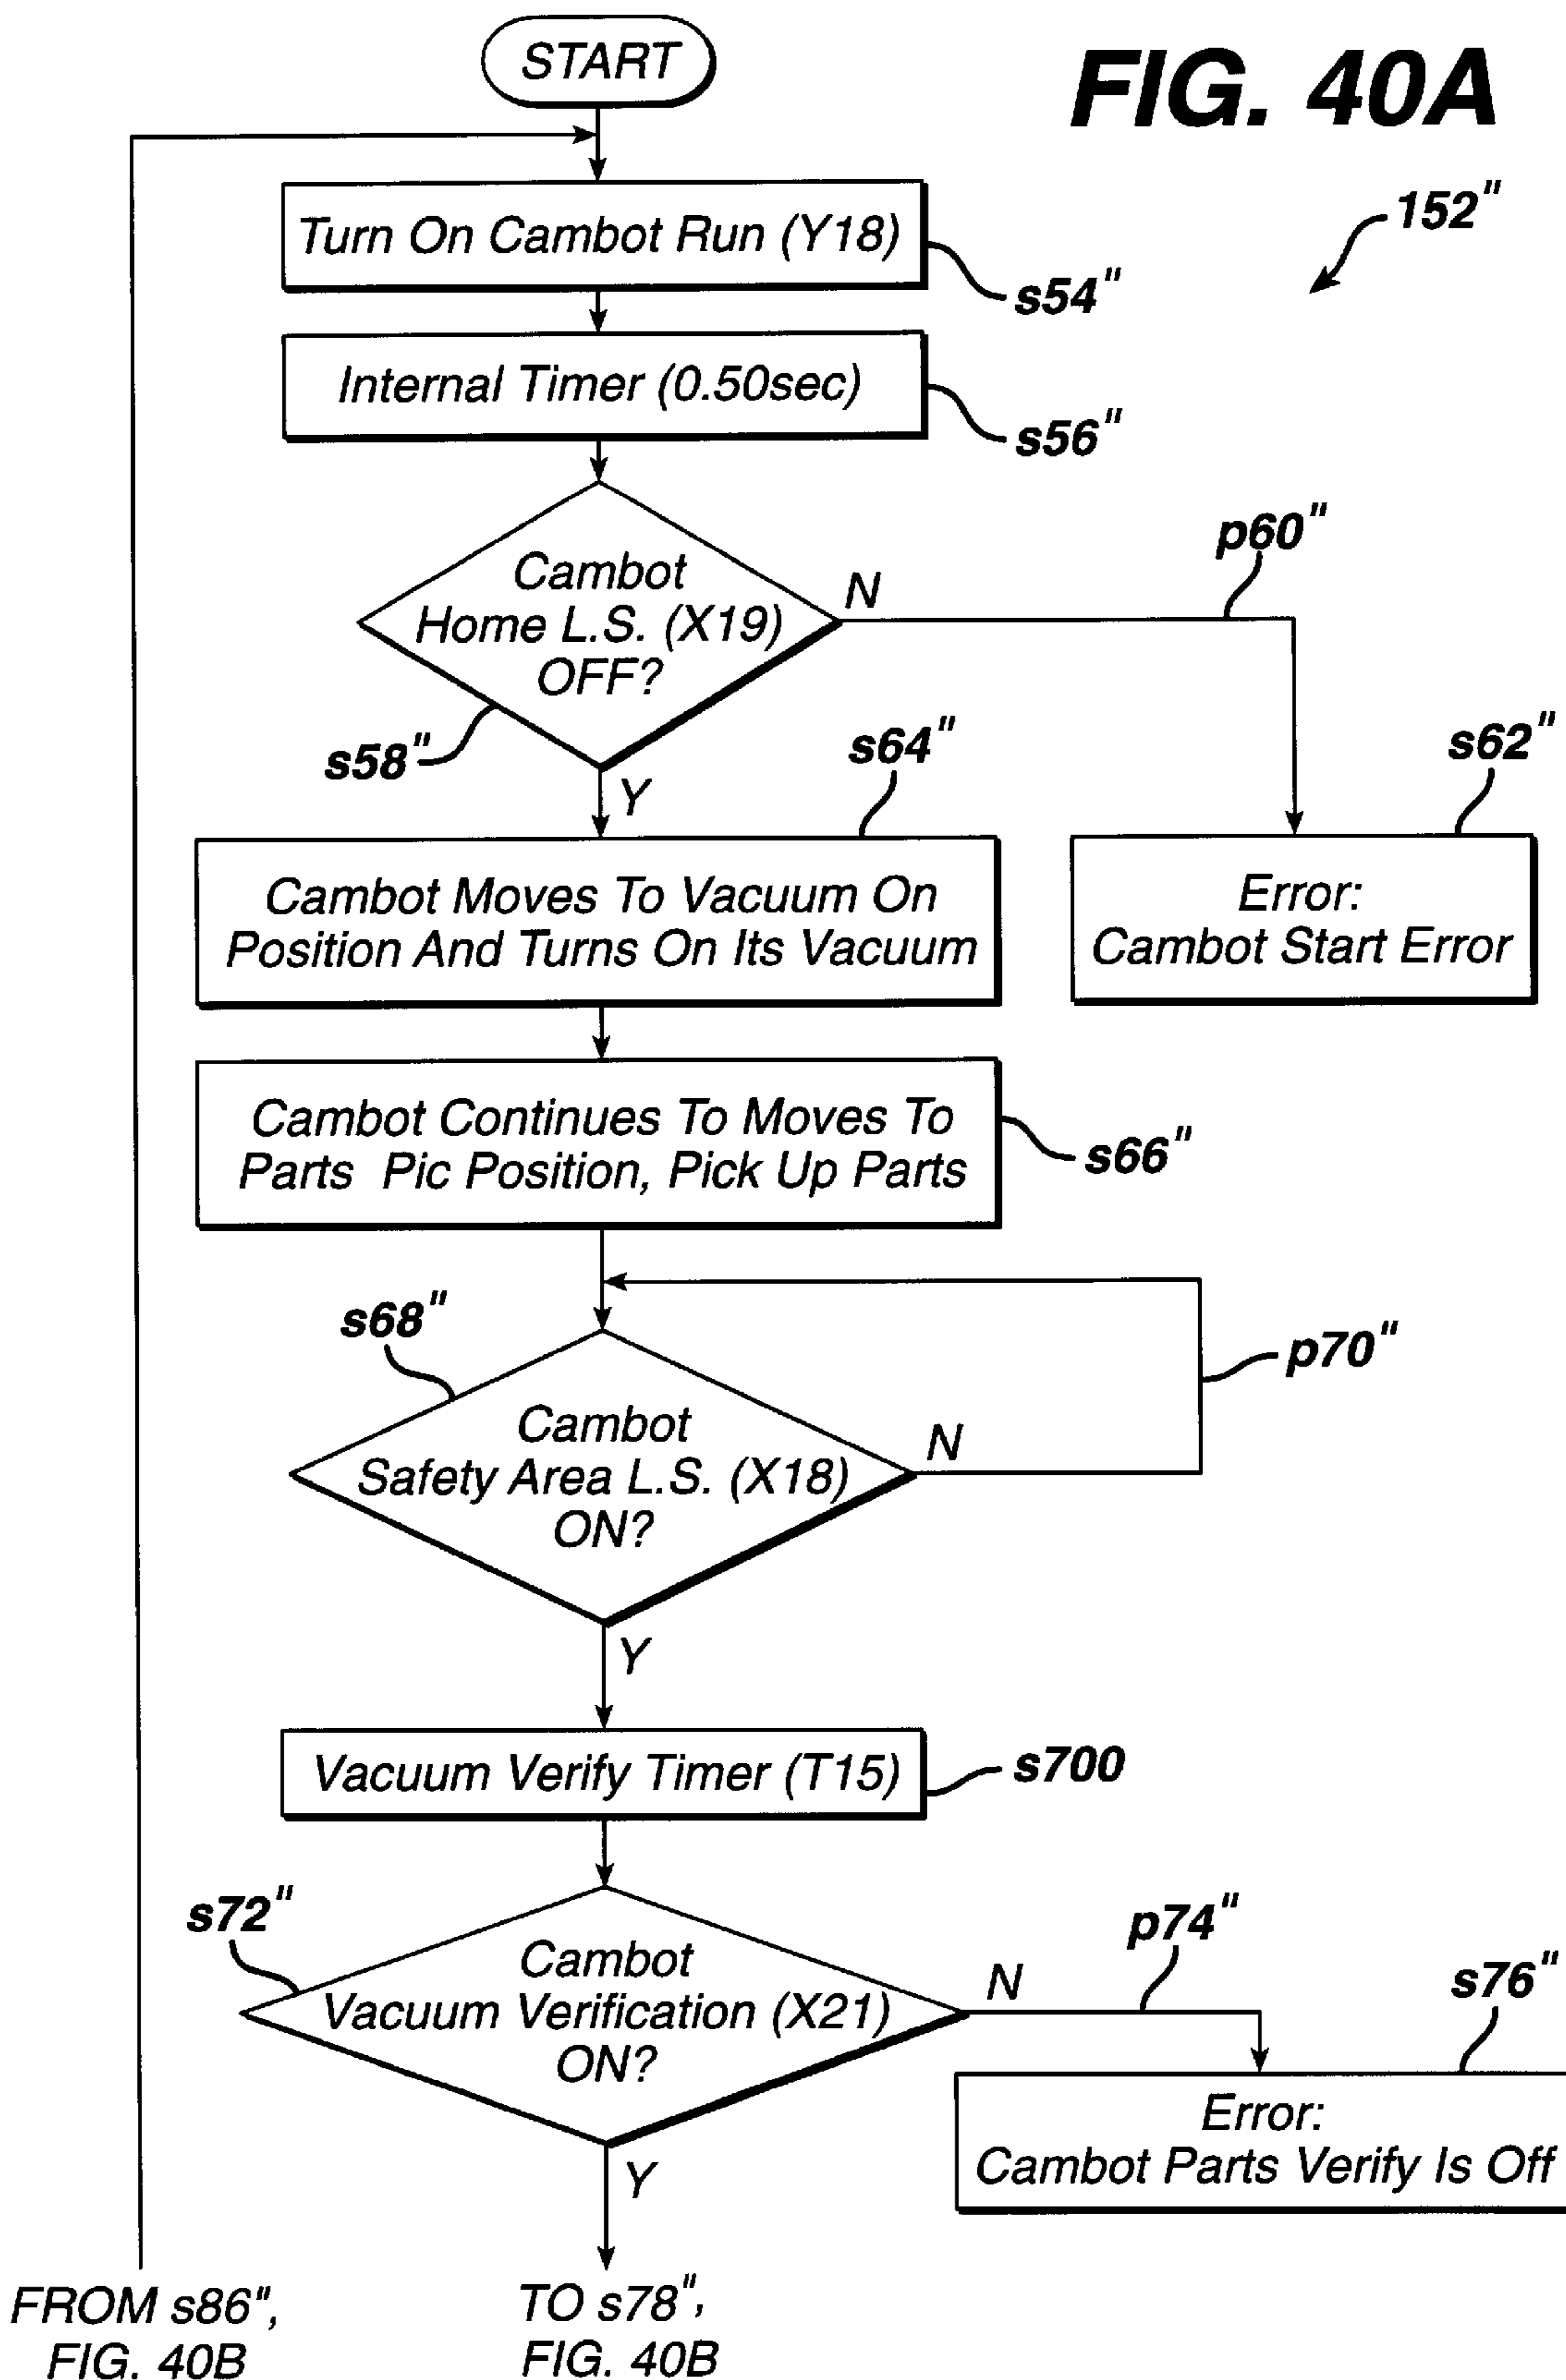 START
FIG. 40A
152"
Turn On Cambot Run (Y18)
s54"
Internal Timer (0.50sec)
s56"
Cambot
Home L.S. (X19)
OFF?
N
p60"
s58"
Y
s64"
s62"
Cambot Moves To Vacuum On
Position And Turns On Its Vacuum
Error:
Cambot Start Error
Cambot Continues To Moves To
Parts Pic Position, Pick Up Parts
s66"
s68"
p70"
Cambot
Safety Area L.S. (X18)
ON?
N
Y
Vacuum Verify Timer (T15)
s700
s72"
Cambot
Vacuum Verification (X21)
ON?
N
p74"
s76"
Error:
Cambot Parts Verify Is Off
Y
FROM s86",
FIG. 40B
TO s78",
FIG. 40B